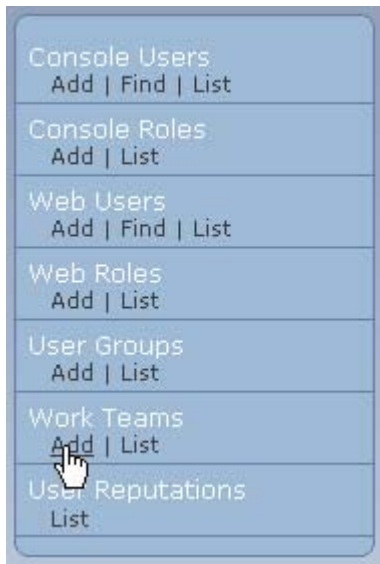 Console Users
Add | Find | List
Console Roles
Add | List
Web Users
Add | Find | List
Web Roles
Add | List
User Groups
Add | List
Work Teams
Add | List
User Reputations
List